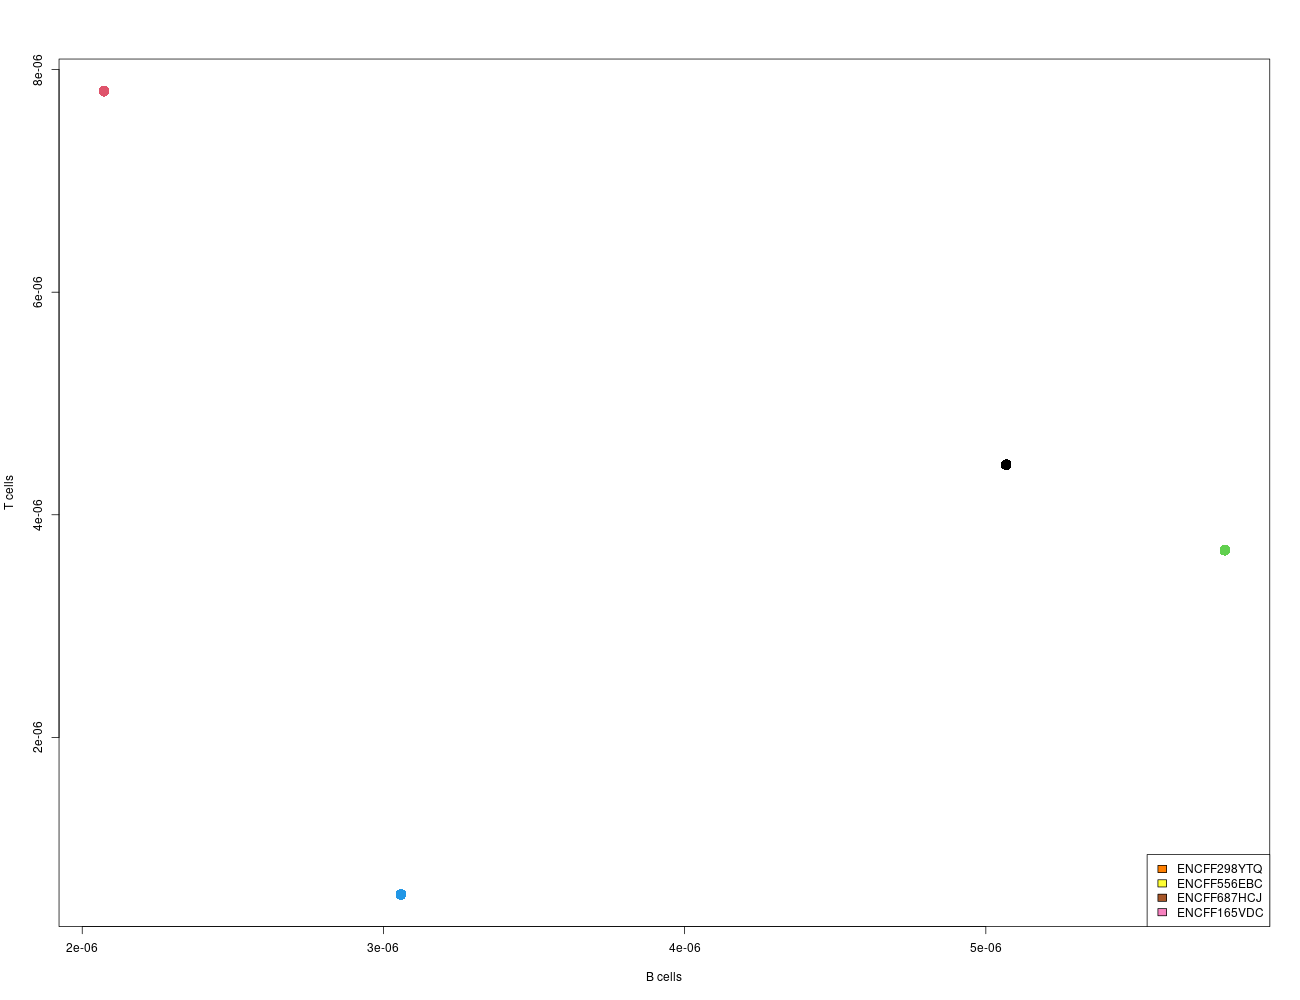 8e-06
6e-06
4e-06
2e-06
T cells
2e-06
3e-06
4e-06
5e-06
B cells
ENCFF298YTQ
ENCFF556EBC
ENCFF687HCJ
ENCFF165VDC